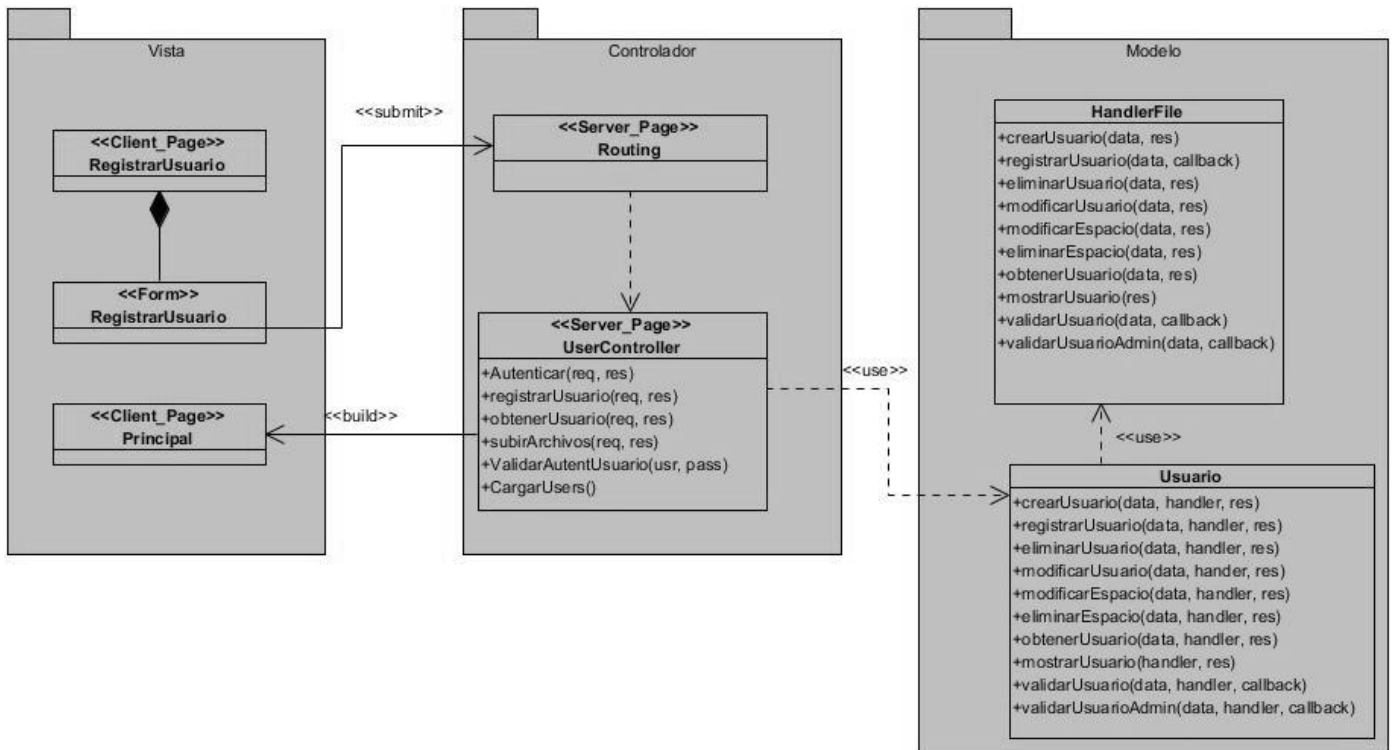 Vista
<<Client_Page>>
RegistrarUsuario
<<Form>>
RegistrarUsuario
<<Client_Page>>
Principal
<<submit>>
<<build>>
Controlador
<<Server_Page>>
Routing
<<Server_Page>>
UserController
+Autenticar(req, res)
+registrarUsuario(req, res)
+obtenerUsuario(req, res)
+subirArchivos(req, res)
+ValidarAutentUsuario(usr, pass)
+CargarUsers()
<<use>>
Modelo
HandlerFile
+crearUsuario(data, res)
+registrarUsuario(data, callback)
+eliminarUsuario(data, res)
+modificarUsuario(data, res)
+modificarEspacio(data, res)
+eliminarEspacio(data, res)
+obtenerUsuario(data, res)
+mostrarUsuario(res)
+validarUsuario(data, callback)
+validarUsuarioAdmin(data, callback)
<<use>>
Usuario
+crearUsuario(data, handler, res)
+registrarUsuario(data, handler, res)
+eliminarUsuario(data, handler, res)
+modificarUsuario(data, hander, res)
+modificarEspacio(data, handler, res)
+eliminarEspacio(data, handler, res)
+obtenerUsuario(data, handler, res)
+mostrarUsuario(handler, res)
+validarUsuario(data, handler, callback)
+validarUsuarioAdmin(data, handler, callback)